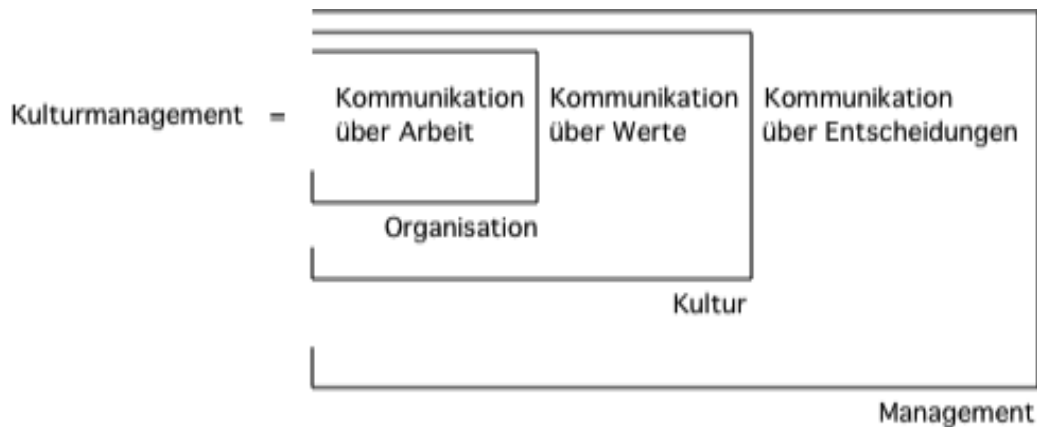 Kulturmanagement =
Kommunikation
über Arbeit
Kommunikation
über Werte
Kommunikation
über Entscheidungen
Organisation
Kultur
Management